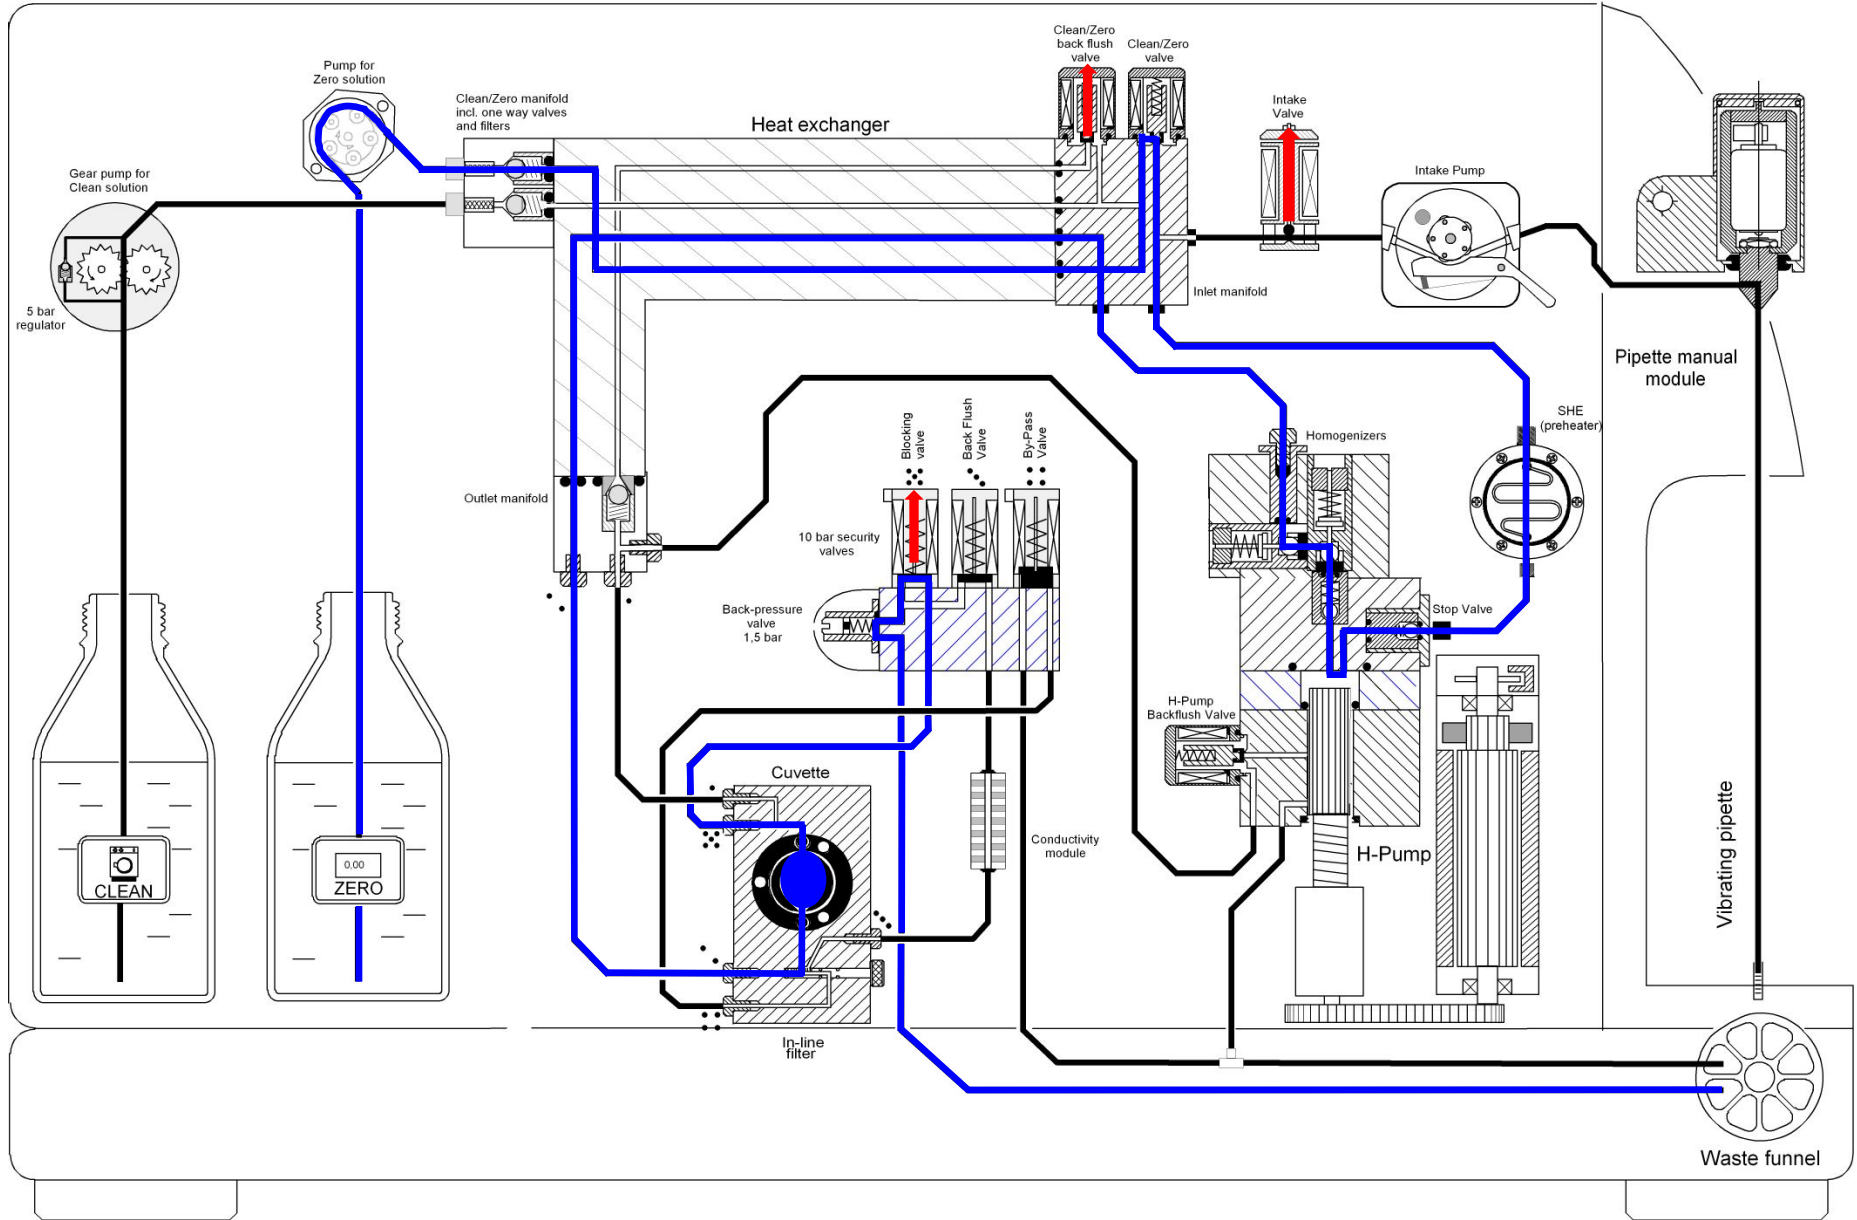 Clean/Zero
back flush
valve
Clean/Zero
valve
Pump for
Zero solution
Clean/Zero manifold
incl. one way valves
and filters
Heat exchanger
Intake
Valve
Gear pump for
Clean solution
Intake Pump
5 bar
regulator
Inlet manifold
Pipette manual
module
SHE
(preheater)
Blocking
valve
Back Flush
Valve
By-Pass
Valve
Homogenizers
Outlet manifold
10 bar security
valves
Back-pressure
valve
1,5 bar
Stop Valve
H-Pump
Backflush Valve
Cuvette
Conductivity
module
H-Pump
Vibrating pipette
CLEAN
0,00
ZERO
In-line
filter
Waste funnel